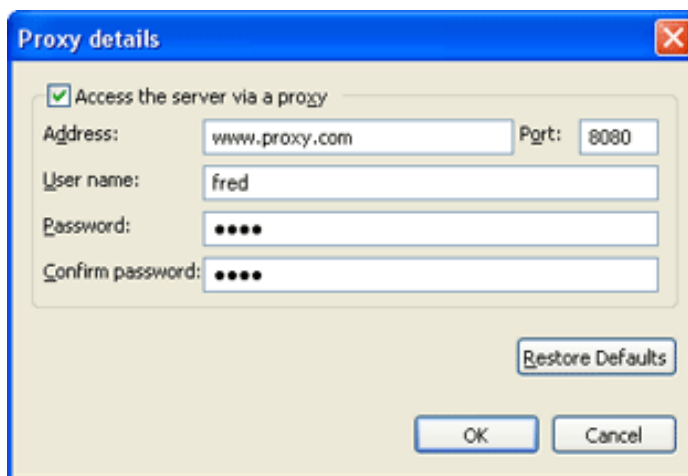 Proxy details
Access the server via a proxy
Address: www.proxy.com Port: 8080
User name: fred
Password: ●●●●
Confirm password: ●●●●
Restore Defaults
OK Cancel